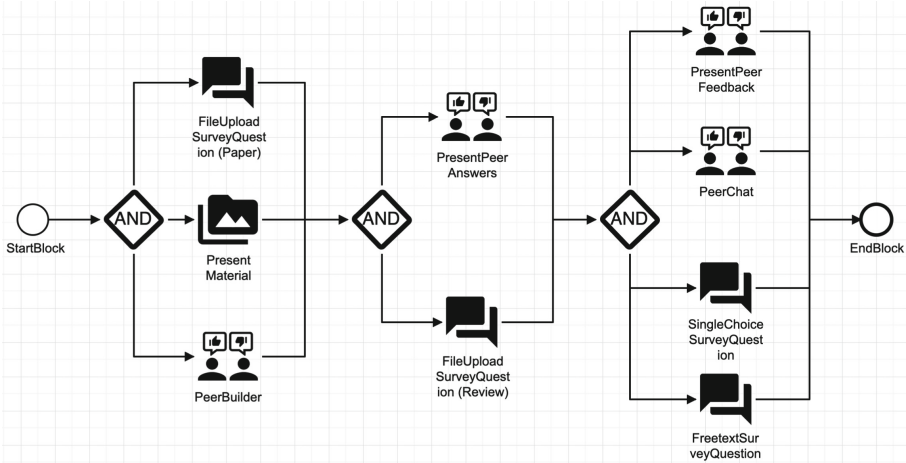 StartBlock
AND
FileUpload
SurveyQuest
ion (Paper)
Present
Material
PeerBuilder
AND
PresentPeer
Answers
FileUpload
SurveyQuest
ion (Review)
AND
PresentPeer
Feedback
PeerChat
SingleChoice
SurveyQuest
ion
FreetextSur
veyQuestion
EndBlock